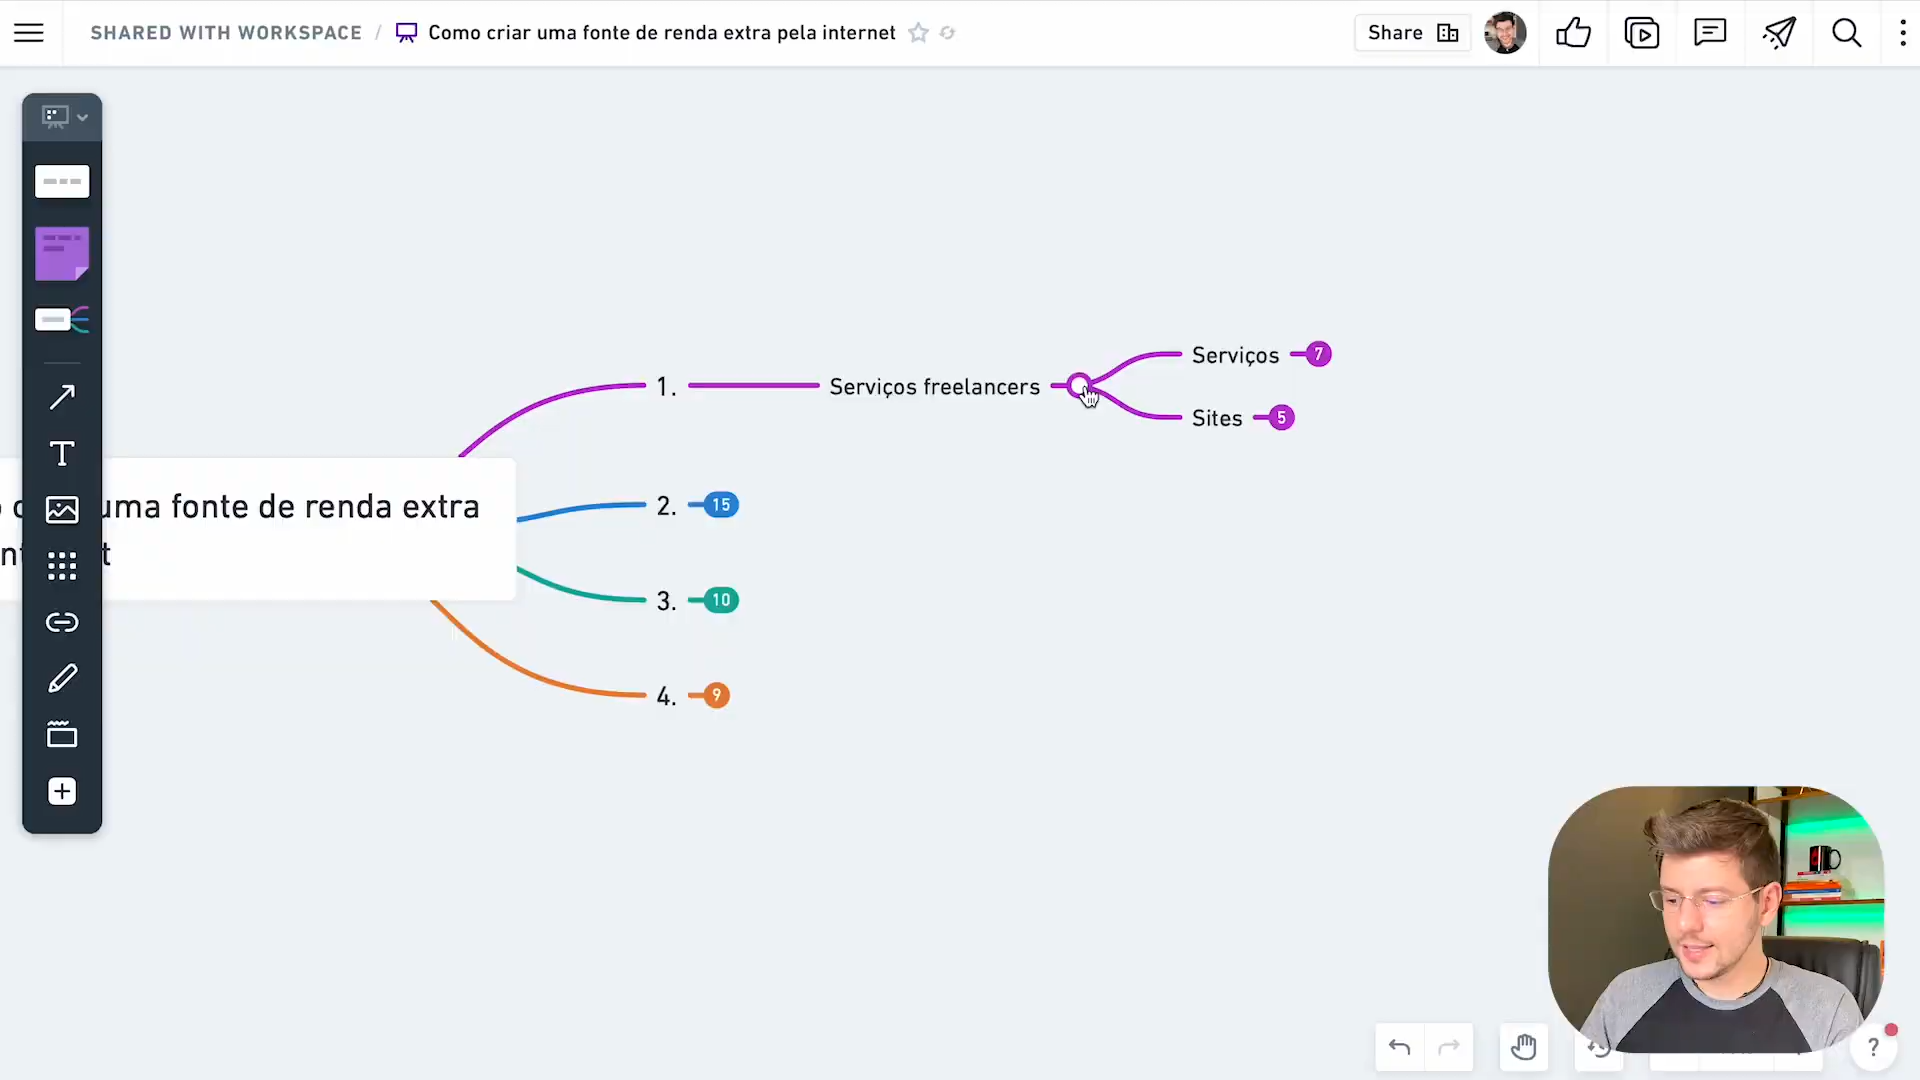 SHARED WITH WORKSPACE / Como criar uma fonte de renda extra pela internet
Share
1. Serviços freelancers
Serviços 7
Sites 5
uma fonte de renda extra
t
2. 15
3. 10
4. 9
T
?